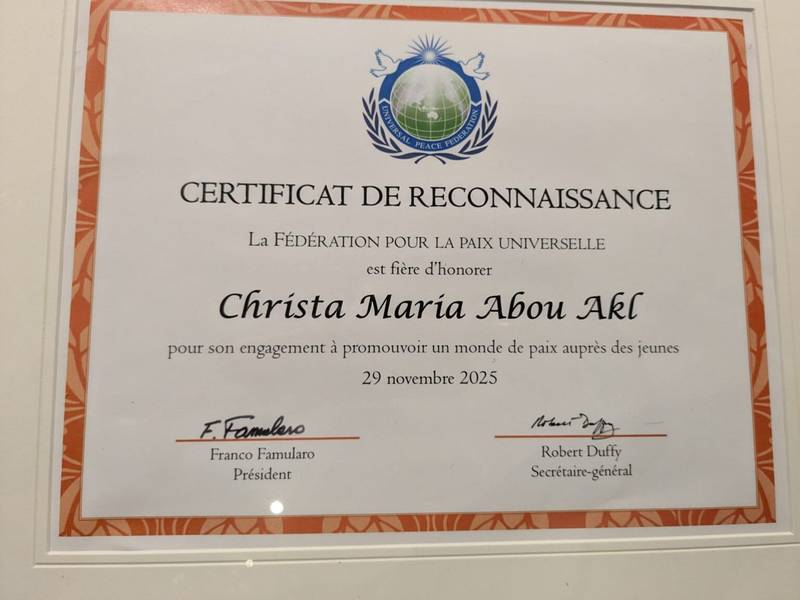 UNIVERSAL PEACE FEDERATION
CERTIFICAT DE RECONNAISSANCE
LA FÉDÉRATION POUR LA PAIX UNIVERSELLE
est fière d'honorer
Christa Maria Abou Akl
pour son engagement à promouvoir un monde de paix auprès des jeunes
29 novembre 2025
F. Famularo
Robert Duffy
Franco Famularo
Robert Duffy
Président
Secrétaire-général